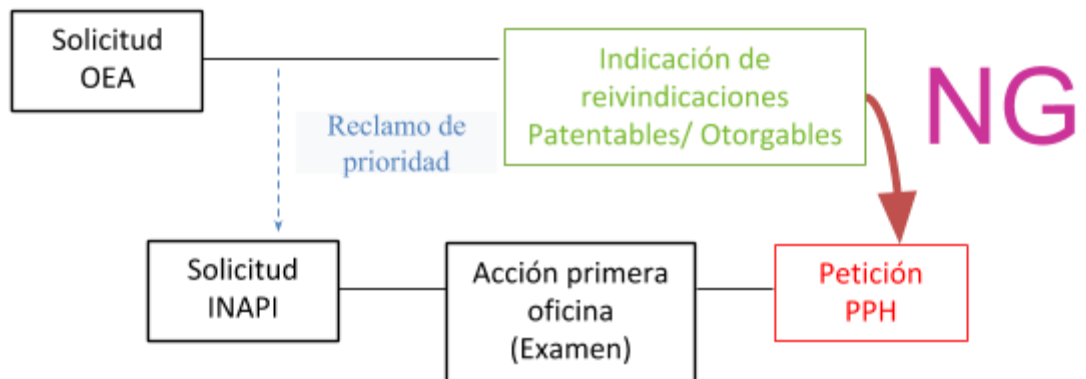 Solicitud
OEA
Indicación de
reivindicaciones
Patentables/ Otorgables
NG
Reclamo de
prioridad
Solicitud
INAPI
Acción primera
oficina
(Examen)
Petición
PPH